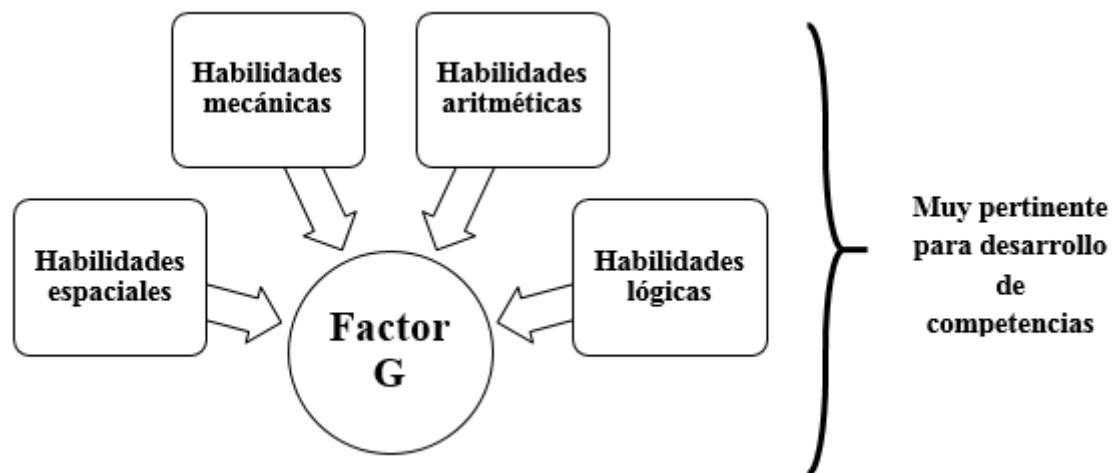 Habilidades
mecánicas
Habilidades
aritméticas
Habilidades
espaciales
Habilidades
lógicas
Factor
G
Muy pertinente
para desarrollo
de
competencias